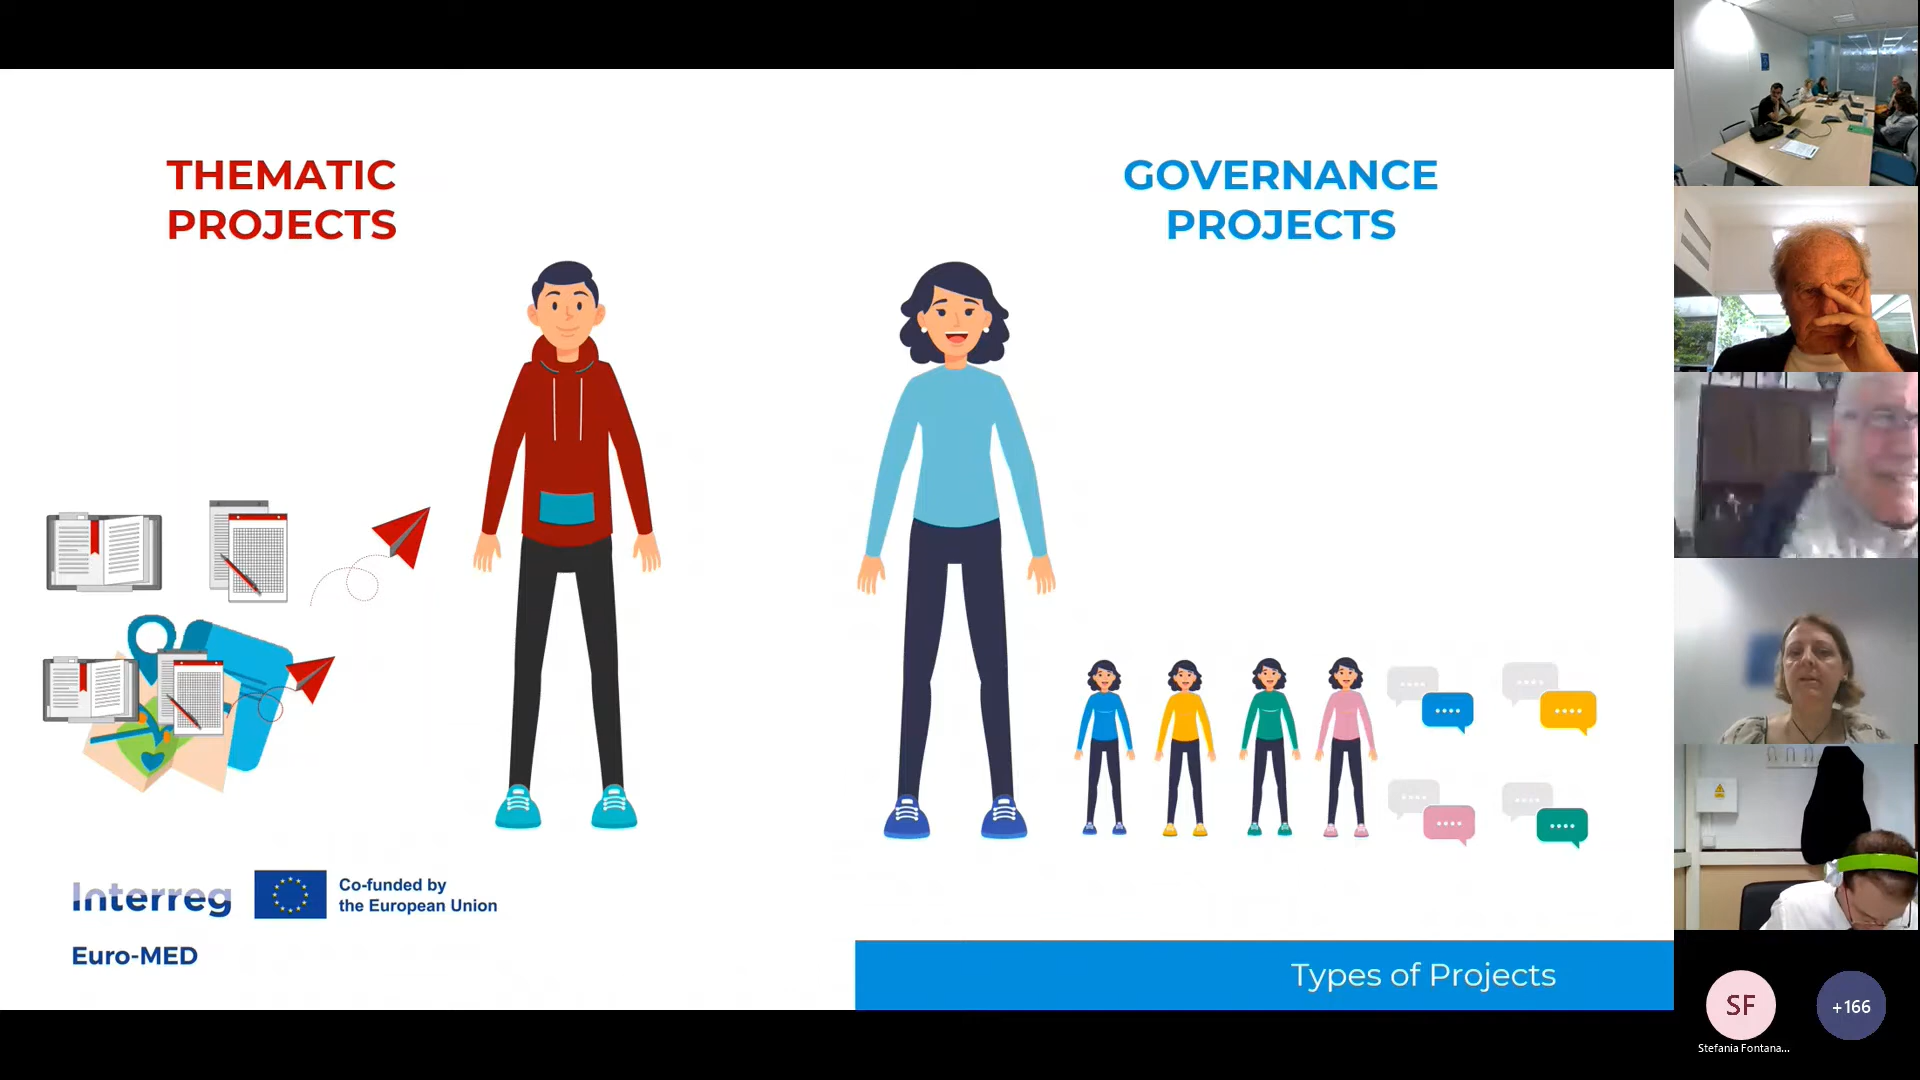 THEMATIC
PROJECTS
GOVERNANCE
PROJECTS
Interreg
Co-funded by
the European Union
Euro-MED
Types of Projects
SF
+166
Stefania Fontana...